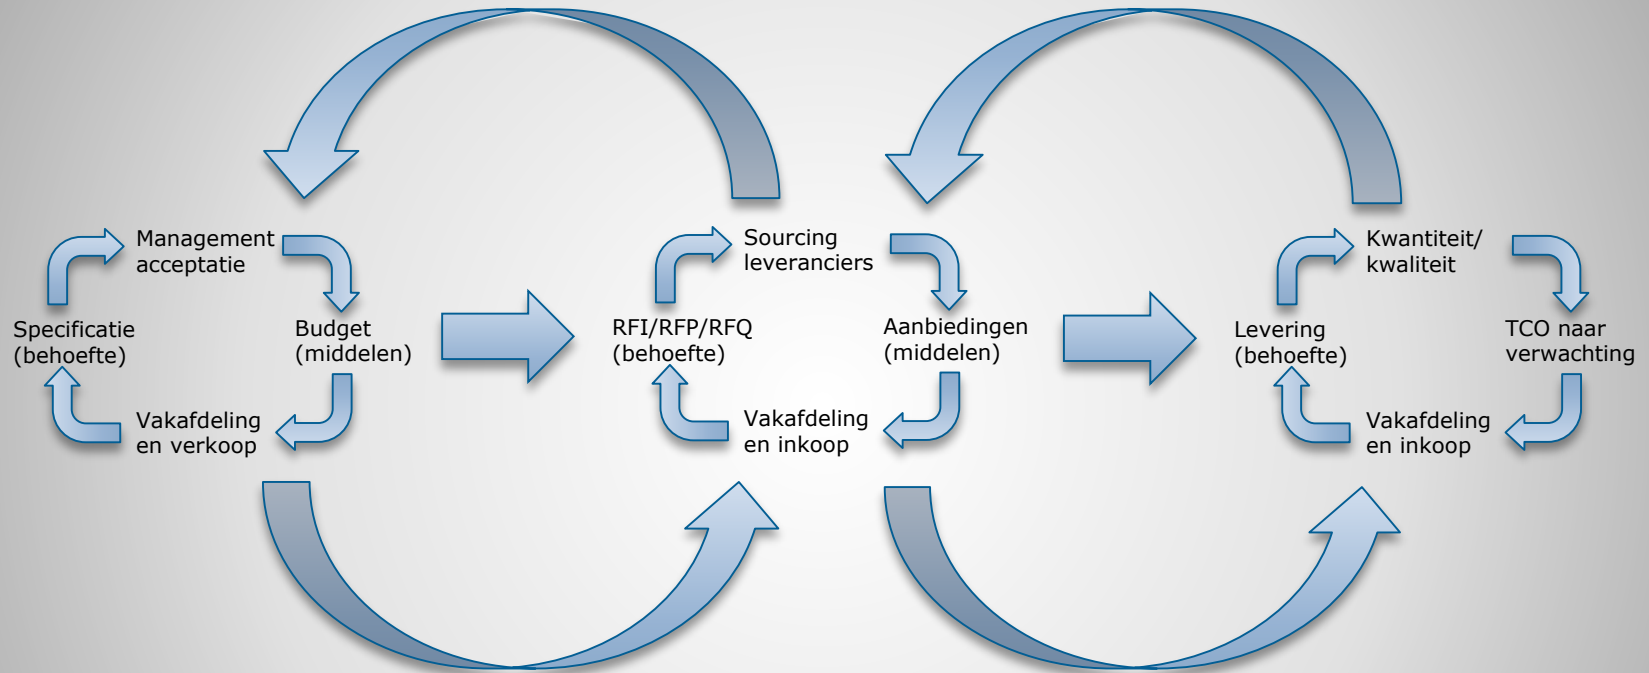 Management
acceptatie
Specificatie
(behoefte)
Budget
(middelen)
Vakafdeling
en verkoop
Sourcing
leveranciers
RFI/RFP/RFQ
(behoefte)
Aanbiedingen
(middelen)
Vakafdeling
en inkoop
Kwantiteit/
kwaliteit
Levering
(behoefte)
TCO naar
verwachting
Vakafdeling
en inkoop